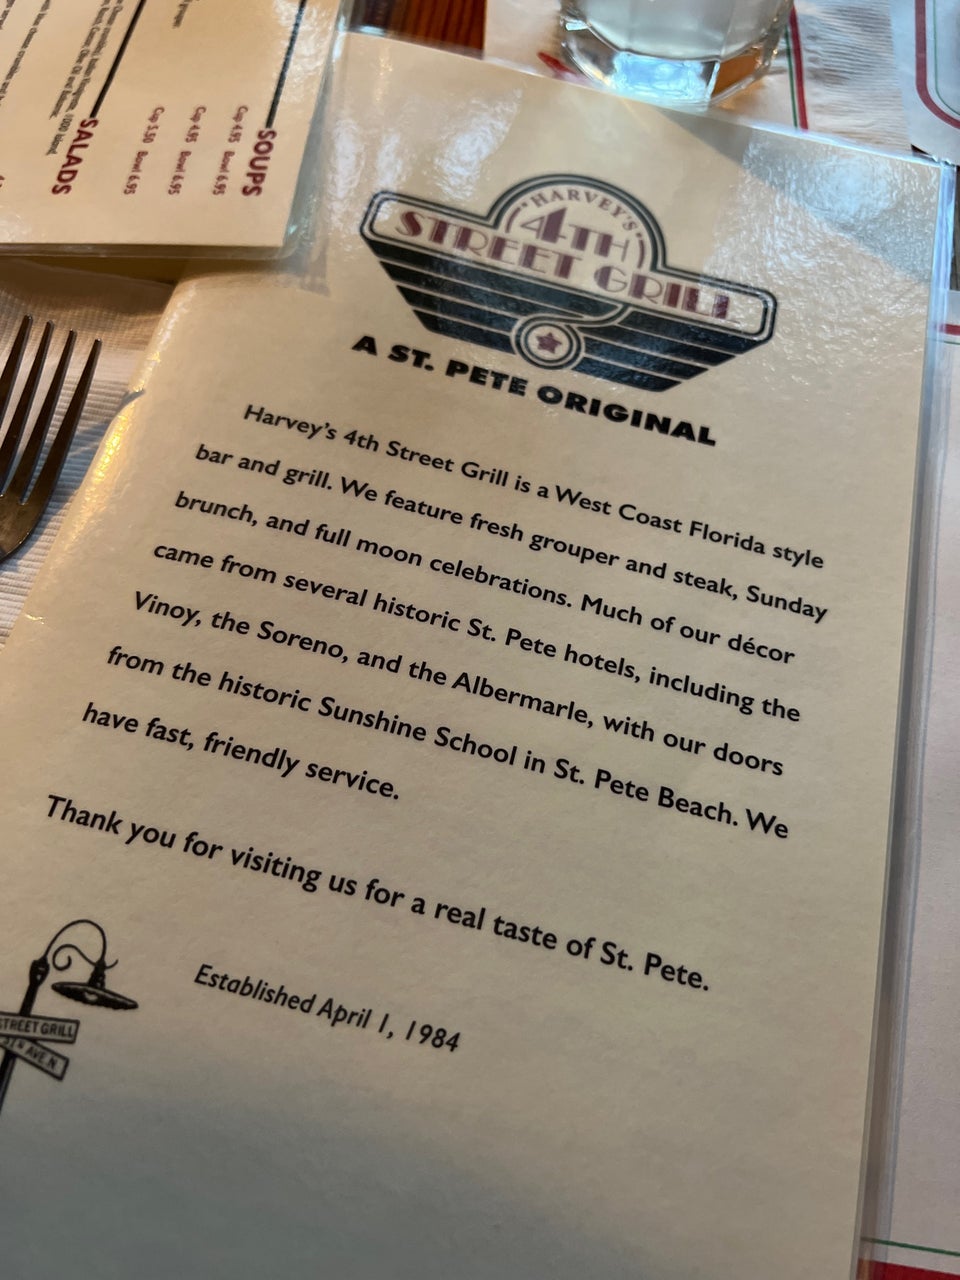 HARVEY'S
4TH
STREET GRILL
A ST. PETE ORIGINAL
Harvey's 4th Street Grill is a West Coast Florida style
bar and grill. We feature fresh grouper and steak, Sunday
brunch, and full moon celebrations. Much of our décor
came from several historic St. Pete hotels, including the
Vinoy, the Soreno, and the Albermarle, with our doors
from the historic Sunshine School in St. Pete Beach. We
have fast, friendly service.
Thank you for visiting us for a real taste of St. Pete.
Established April 1, 1984
STREET GRILL
AVE N.
SOUPS
Cup 4.95 Bowl 6.95
Cup 4.95 Bowl 6.95
Cup 5.50 Bowl 6.95
SALADS